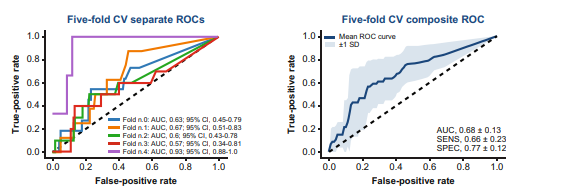 Five-fold CV separate ROCs
True-positive rate
1.0
0.8
0.6
0.4
0.2
0.0
Fold n.0: AUC, 0.63; 95% CI, 0.45-0.79
Fold n.1: AUC, 0.67; 95% CI, 0.51-0.83
Fold n.2: AUC, 0.6; 95% CI, 0.43-0.78
Fold n.3: AUC, 0.57; 95% CI, 0.34-0.81
Fold n.4: AUC, 0.93; 95% CI, 0.88-1.0
0.0 0.2 0.4 0.6 0.8 1.0
False-positive rate
Five-fold CV composite ROC
True-positive rate
1.0
0.8
0.6
0.4
0.2
0.0
Mean ROC curve
±1 SD
AUC, 0.68 ± 0.13
SENS, 0.66 ± 0.23
SPEC, 0.77 ± 0.12
0.0 0.2 0.4 0.6 0.8 1.0
False-positive rate